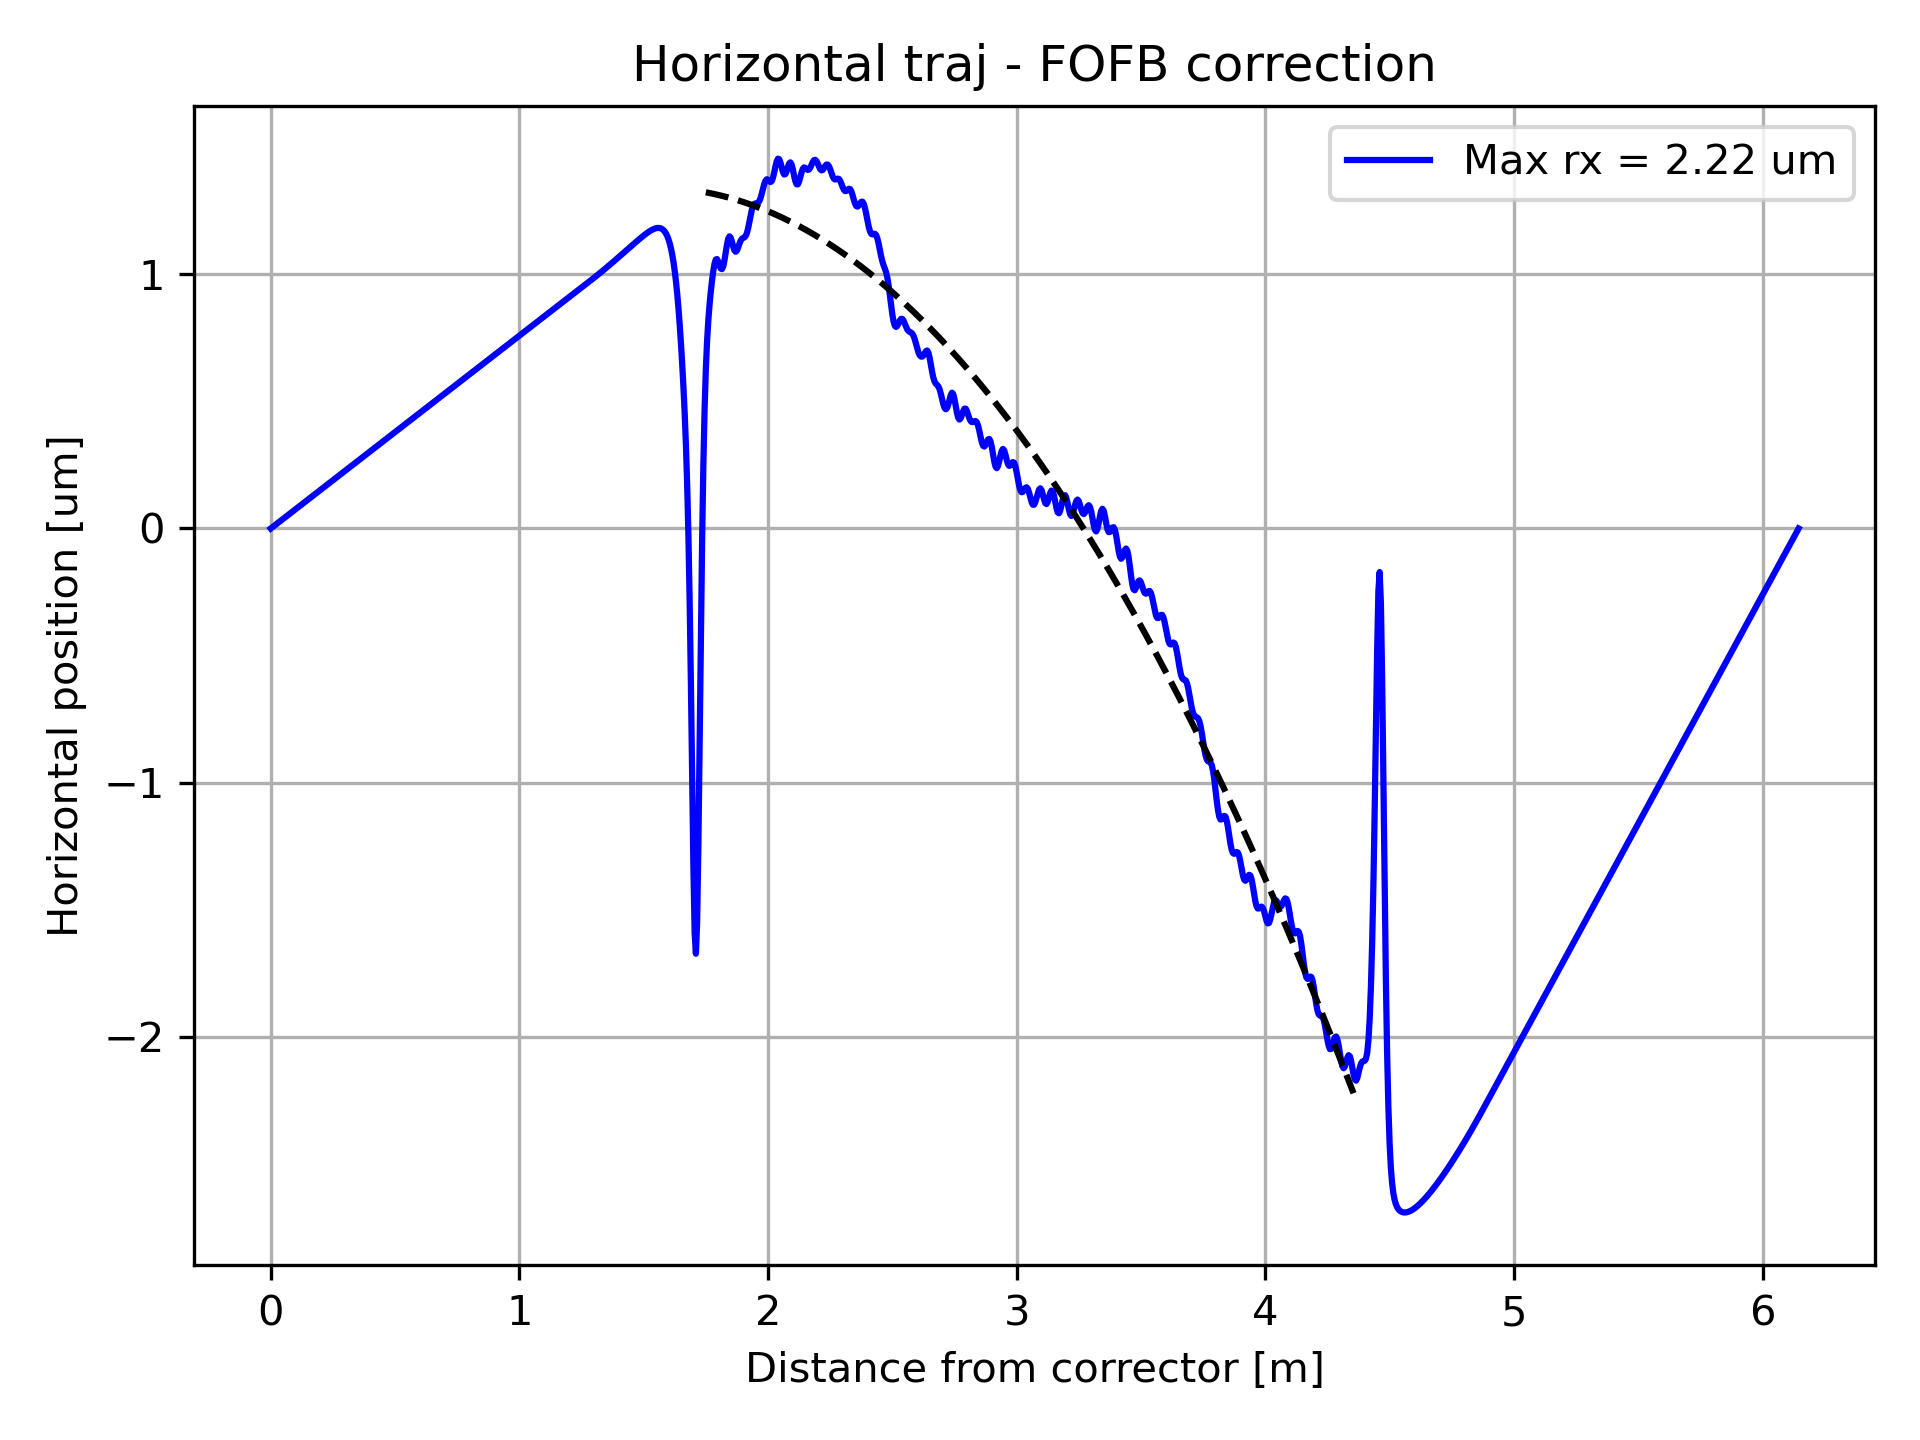 Horizontal traj - FOFB correction
Max rx = 2.22 um
Horizontal position [um]
1
0
−1
−2
0 1 2 3 4 5 6
Distance from corrector [m]